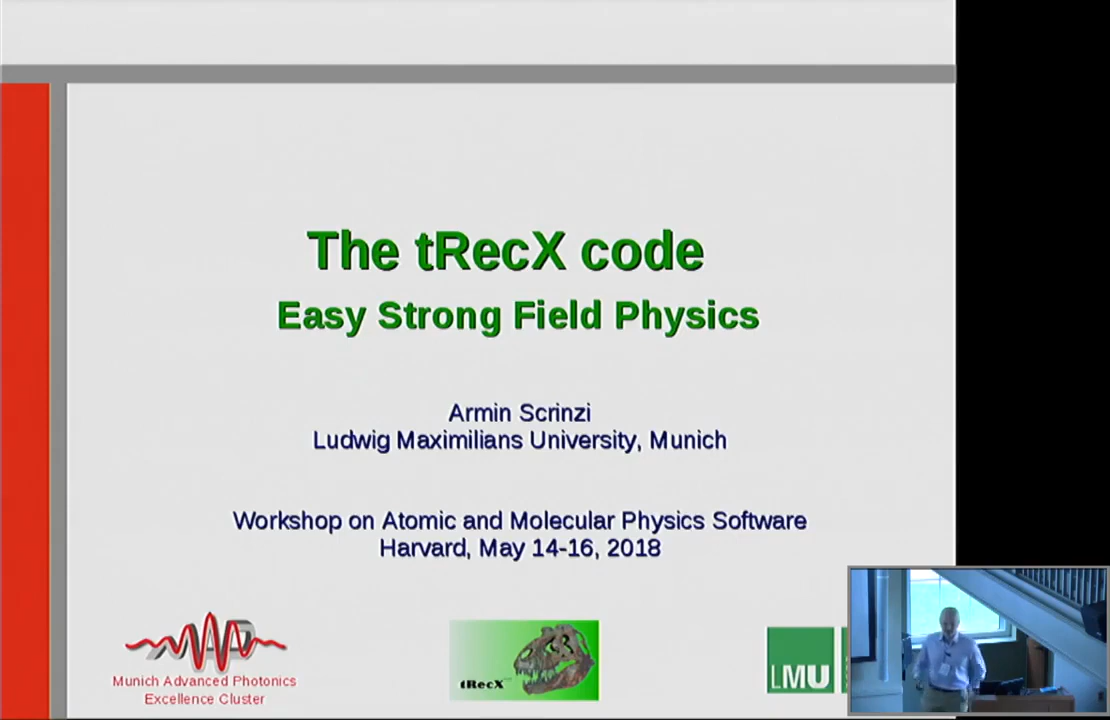 The tRecX code
Easy Strong Field Physics
Armin Scrinzi
Ludwig Maximilians University, Munich
Workshop on Atomic and Molecular Physics Software
Harvard, May 14-16, 2018
MAP
Munich Advanced Photonics
Excellence Cluster
tRecX
LMU